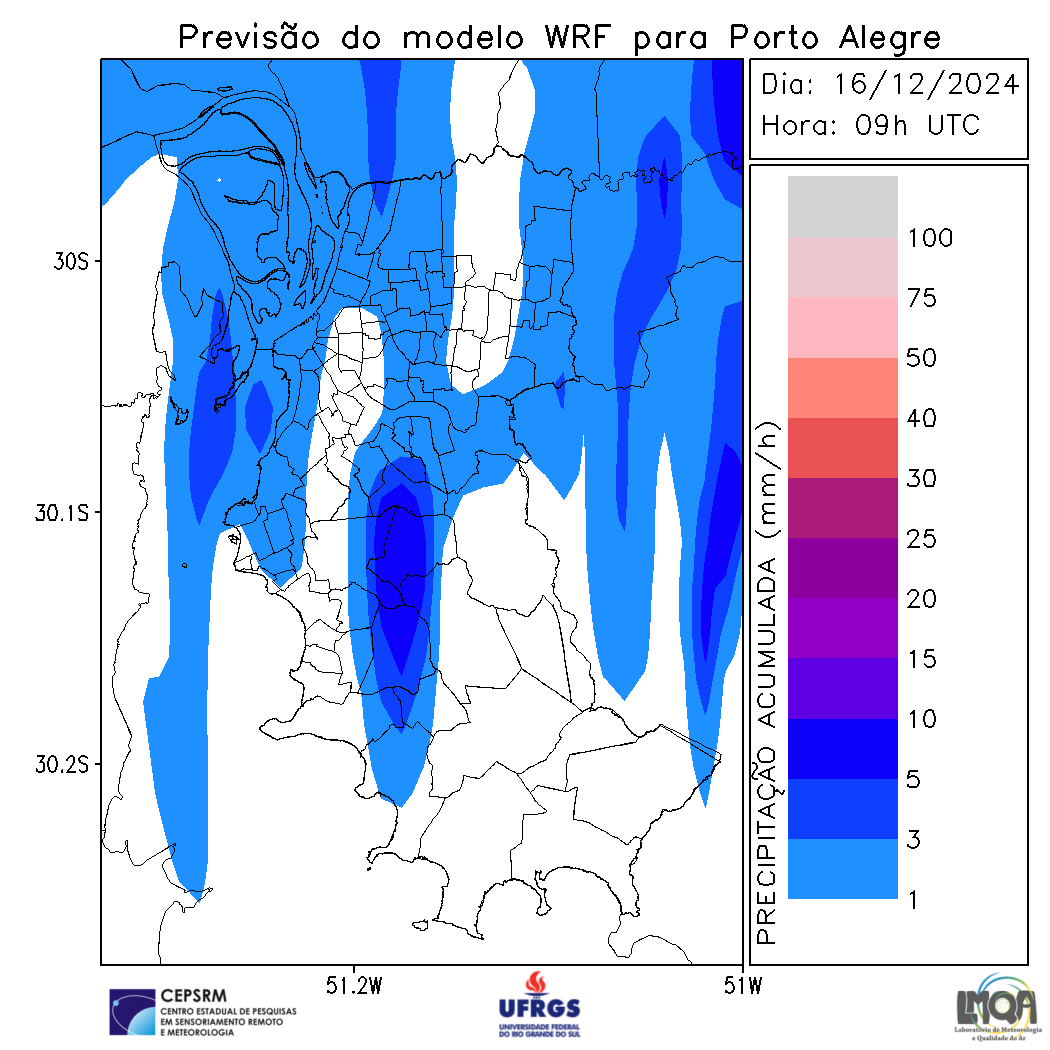 Previsão do modelo WRF para Porto Alegre
Dia: 16/12/2024
Hora: 09h UTC
30S
30.1S
30.2S
51.2W
51W
PRECIPITAÇÃO ACUMULADA (mm/h)
100
75
50
40
30
25
20
15
10
5
3
1
CEPSRM
CENTRO ESTADUAL DE PESQUISAS
EM SENSORIAMENTO REMOTO
E METEOROLOGIA
UFRGS
UNIVERSIDADE FEDERAL
DO RIO GRANDE DO SUL
LMQA
Laboratório de Meteorologia
e Qualidade do Ar